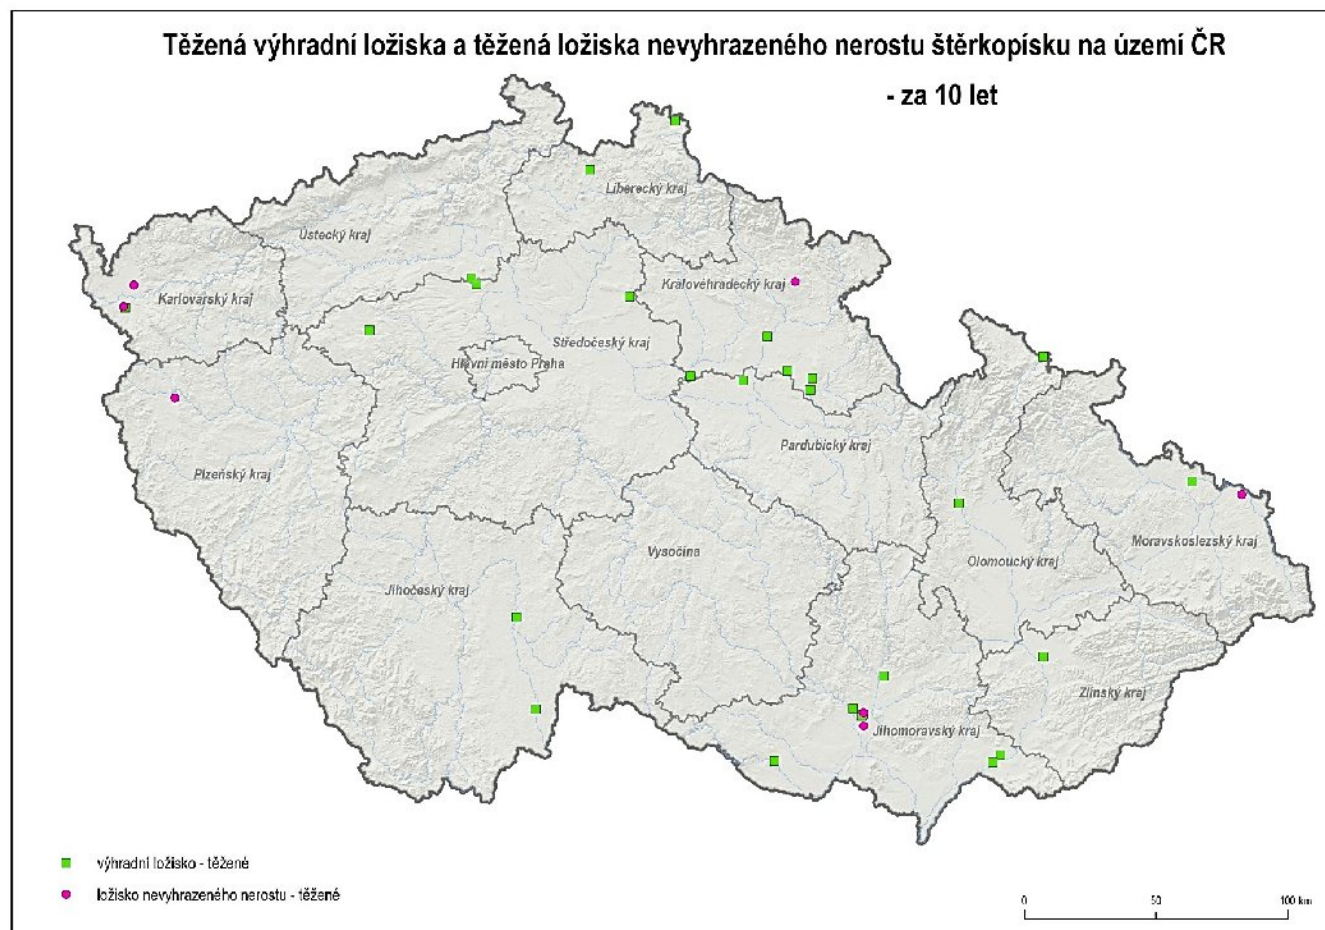 Těžená výhradní ložiska a těžená ložiska nevyhrazeného nerostu štěrkopísku na území ČR
- za 10 let
Liberecký kraj
Ústecký kraj
Karlovarský kraj
Královéhradecký kraj
Středočeský kraj
Hlavní město Praha
Pardubický kraj
Plzeňský kraj
Vysočina
Moravskoslezský kraj
Olomoucký kraj
Jihočeský kraj
Zlínský kraj
Jihomoravský kraj
výhradní ložisko - těžené
ložisko nevyhrazeného nerostu - těžené
0 50 100 km